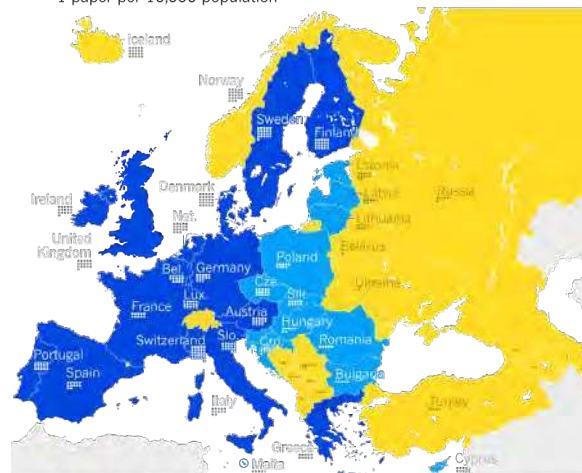 1 paper per 10,000 population
Iceland
Norway
Sweden
Finland
Estonia
Latvia
Russia
Lithuania
Denmark
Ireland
Net.
United
Kingdom
Belarus
Poland
Bel.
Germany
Ukraine
Cze.
Lux.
Slk.
France
Austria
Hungary
Switzerland
Slo.
Cro.
Romania
Portugal
Spain
Bulgaria
Italy
Turkey
Greece
Malta
Cyprus